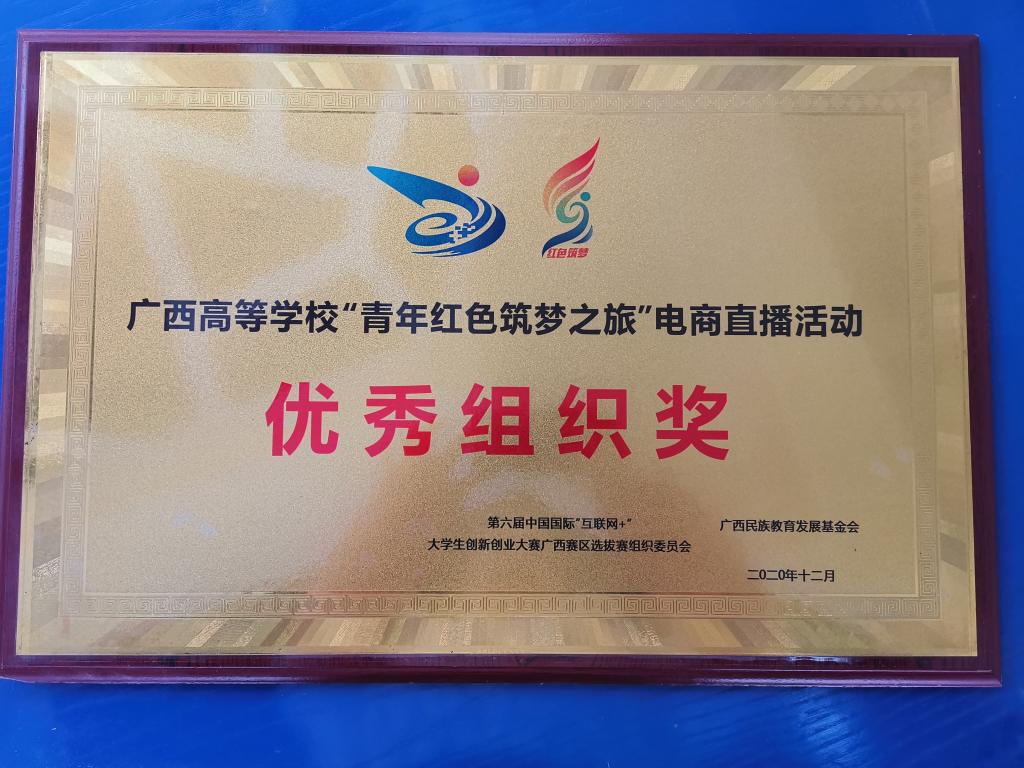 红色筑梦
广西高等学校“青年红色筑梦之旅”电商直播活动
优秀组织奖
第六届中国国际“互联网+”
大学生创新创业大赛广西赛区选拔赛组织委员会
广西民族教育发展基金会
二〇二〇年十二月